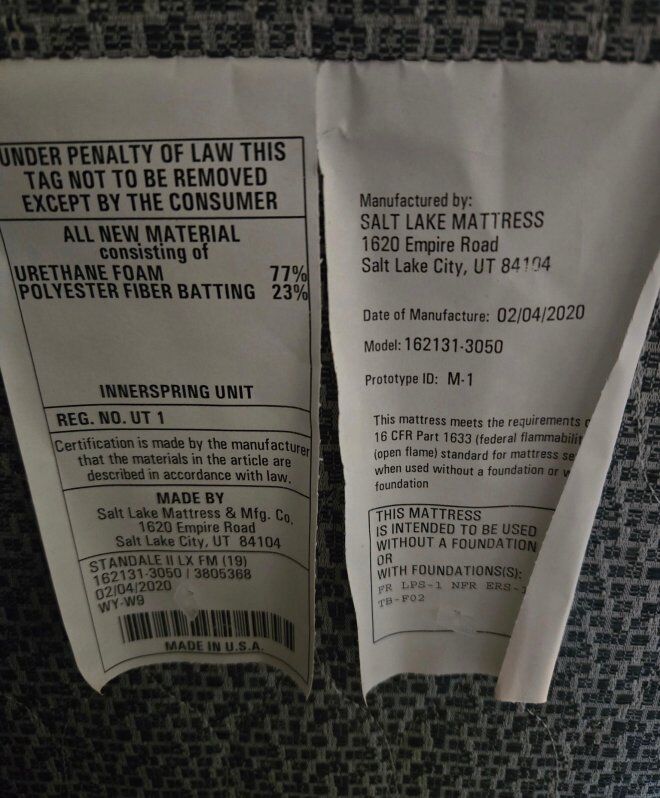 UNDER PENALTY OF LAW THIS
TAG NOT TO BE REMOVED
EXCEPT BY THE CONSUMER
ALL NEW MATERIAL
consisting of
URETHANE FOAM 77%
POLYESTER FIBER BATTING 23%
INNERSPRING UNIT
REG. NO. UT 1
Certification is made by the manufacturer
that the materials in the article are
described in accordance with law.
MADE BY
Salt Lake Mattress & Mfg. Co.
1620 Empire Road
Salt Lake City, UT 84104
STANDALE II LX FM (19)
162131-3050 / 3805368
02/04/2020
WY-W9
MADE IN U.S.A.
Manufactured by:
SALT LAKE MATTRESS
1620 Empire Road
Salt Lake City, UT 84104
Date of Manufacture: 02/04/2020
Model: 162131-3050
Prototype ID: M-1
This mattress meets the requirements
16 CFR Part 1633 (federal flammabilit
(open flame) standard for mattress se
when used without a foundation or w
foundation
THIS MATTRESS
IS INTENDED TO BE USED
WITHOUT A FOUNDATION
OR
WITH FOUNDATIONS(S):
FR LPS-1 NFR ERS-1
TB-F02